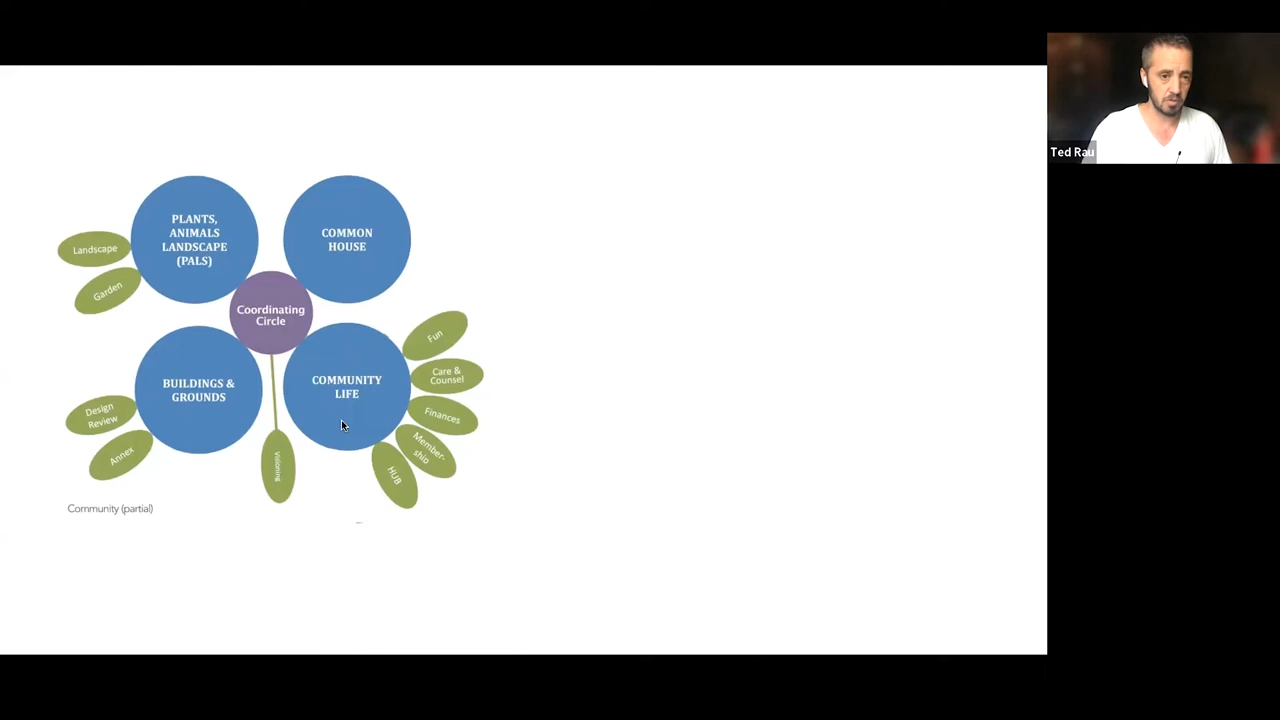 PLANTS,
ANIMALS
LANDSCAPE
(PALS)
COMMON
HOUSE
Landscape
Garden
Coordinating
Circle
BUILDINGS &
GROUNDS
COMMUNITY
LIFE
Fun
Care &
Counsel
Finances
Member-
ship
HUB
Design
Review
Annex
Visioning
Community (partial)
Ted Rau